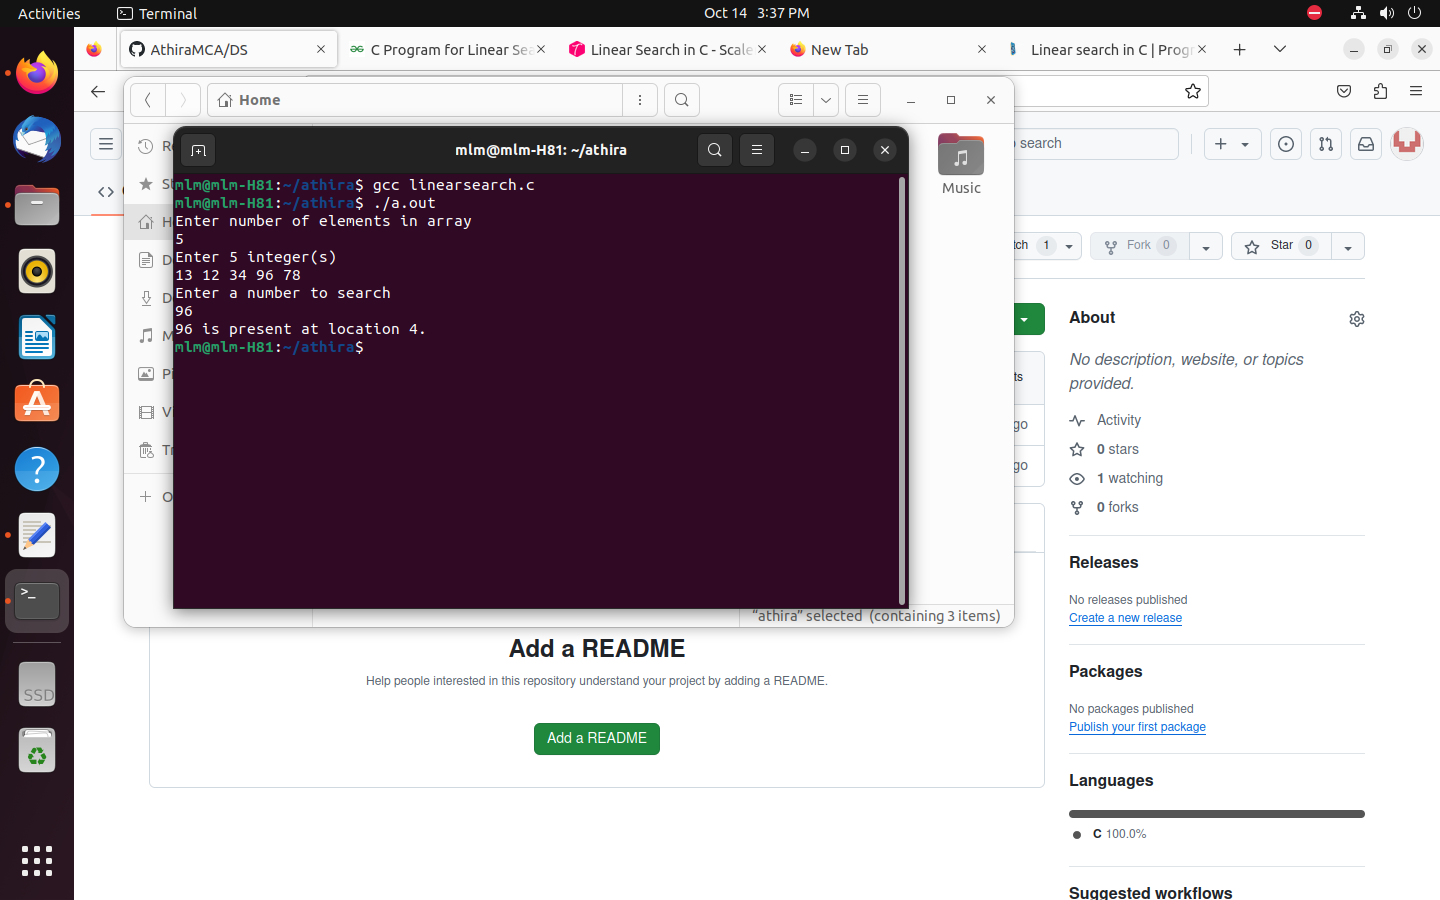 Activities
Terminal
Oct 14 3:37 PM
AthiraMCA/DS
C Program for Linear Sea
Linear Search in C - Scale
New Tab
Linear search in C | Progr
Home
search
mlm@mlm-H81: ~/athira
Music
mlm@mlm-H81:~/athira$ gcc linearsearch.c
mlm@mlm-H81:~/athira$ ./a.out
Enter number of elements in array
5
Enter 5 integer(s)
13 12 34 96 78
Enter a number to search
96
96 is present at location 4.
mlm@mlm-H81:~/athira$
tch 1
Fork 0
Star 0
ts
go
go
About
No description, website, or topics
provided.
Activity
0 stars
1 watching
0 forks
Releases
No releases published
Create a new release
Packages
No packages published
Publish your first package
Languages
C 100.0%
Suggested workflows
“athira” selected (containing 3 items)
Add a README
Help people interested in this repository understand your project by adding a README.
Add a README
SSD